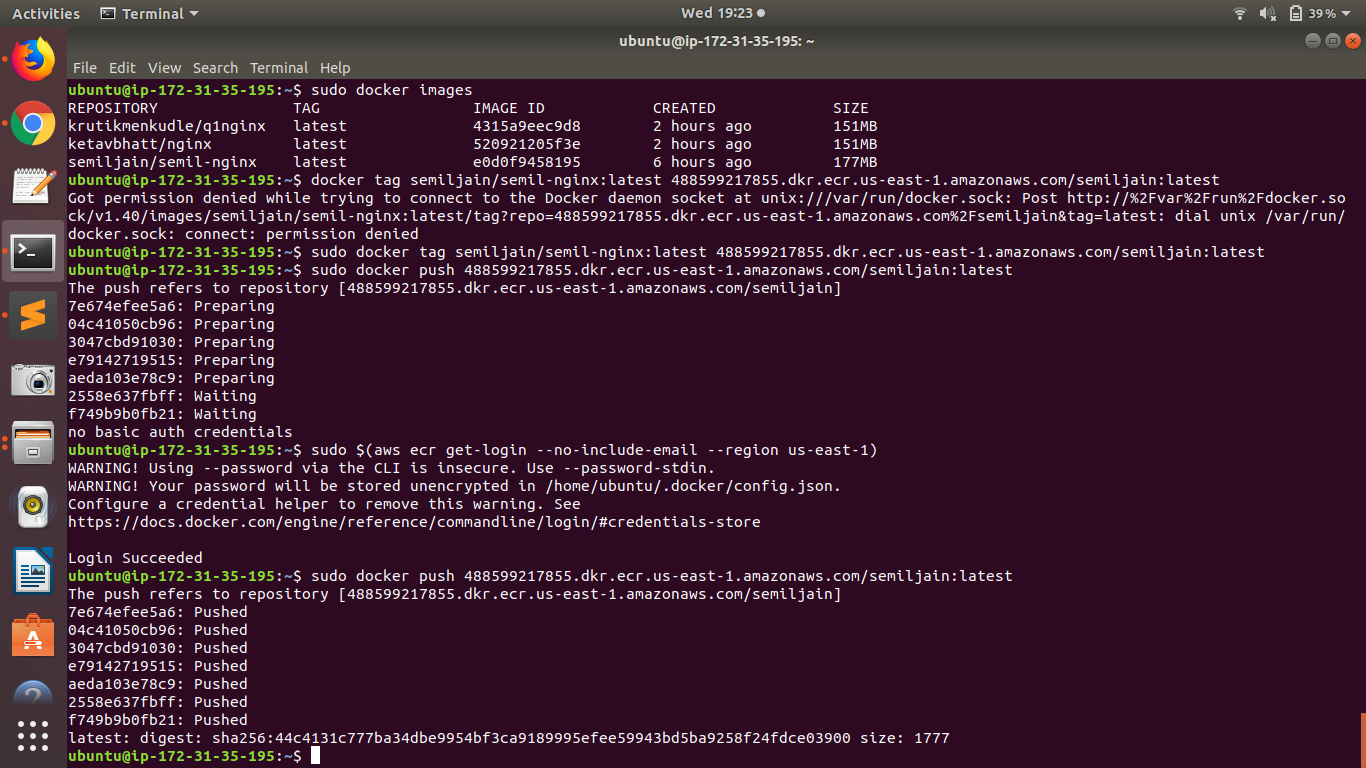 Activities Terminal Wed 19:23 39%
ubuntu@ip-172-31-35-195: ~
File Edit View Search Terminal Help
ubuntu@ip-172-31-35-195:~$ sudo docker images
REPOSITORY TAG IMAGE ID CREATED SIZE
krutikmenkudle/q1nginx latest 4315a9eec9d8 2 hours ago 151MB
ketavbhatt/nginx latest 520921205f3e 2 hours ago 151MB
semiljain/semil-nginx latest e0d0f9458195 6 hours ago 177MB
ubuntu@ip-172-31-35-195:~$ docker tag semiljain/semil-nginx:latest 488599217855.dkr.ecr.us-east-1.amazonaws.com/semiljain:latest
Got permission denied while trying to connect to the Docker daemon socket at unix:///var/run/docker.sock: Post http://%2Fvar%2Frun%2Fdocker.so
ck/v1.40/images/semiljain/semil-nginx:latest/tag?repo=488599217855.dkr.ecr.us-east-1.amazonaws.com%2Fsemiljain&tag=latest: dial unix /var/run/
docker.sock: connect: permission denied
ubuntu@ip-172-31-35-195:~$ sudo docker tag semiljain/semil-nginx:latest 488599217855.dkr.ecr.us-east-1.amazonaws.com/semiljain:latest
ubuntu@ip-172-31-35-195:~$ sudo docker push 488599217855.dkr.ecr.us-east-1.amazonaws.com/semiljain:latest
The push refers to repository [488599217855.dkr.ecr.us-east-1.amazonaws.com/semiljain]
7e674efee5a6: Preparing
04c41050cb96: Preparing
3047cbd91030: Preparing
e79142719515: Preparing
aeda103e78c9: Preparing
2558e637fbff: Waiting
f749b9b0fb21: Waiting
no basic auth credentials
ubuntu@ip-172-31-35-195:~$ sudo $(aws ecr get-login --no-include-email --region us-east-1)
WARNING! Using --password via the CLI is insecure. Use --password-stdin.
WARNING! Your password will be stored unencrypted in /home/ubuntu/.docker/config.json.
Configure a credential helper to remove this warning. See
https://docs.docker.com/engine/reference/commandline/login/#credentials-store
Login Succeeded
ubuntu@ip-172-31-35-195:~$ sudo docker push 488599217855.dkr.ecr.us-east-1.amazonaws.com/semiljain:latest
The push refers to repository [488599217855.dkr.ecr.us-east-1.amazonaws.com/semiljain]
7e674efee5a6: Pushed
04c41050cb96: Pushed
3047cbd91030: Pushed
e79142719515: Pushed
aeda103e78c9: Pushed
2558e637fbff: Pushed
f749b9b0fb21: Pushed
latest: digest: sha256:44c4131c777ba34dbe9954bf3ca9189995efee59943bd5ba9258f24fdce03900 size: 1777
ubuntu@ip-172-31-35-195:~$